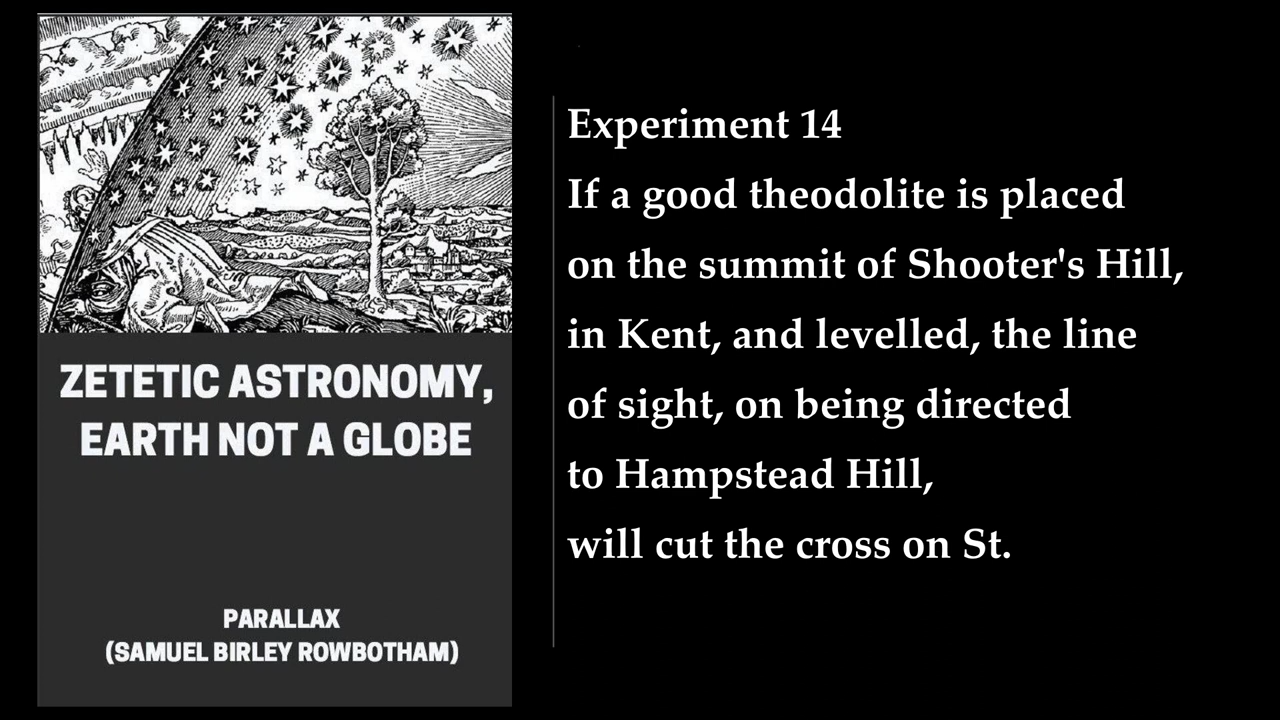 ZETETIC ASTRONOMY,
EARTH NOT A GLOBE
PARALLAX
(SAMUEL BIRLEY ROWBOTHAM)
Experiment 14
If a good theodolite is placed
on the summit of Shooter's Hill,
in Kent, and levelled, the line
of sight, on being directed
to Hampstead Hill,
will cut the cross on St.